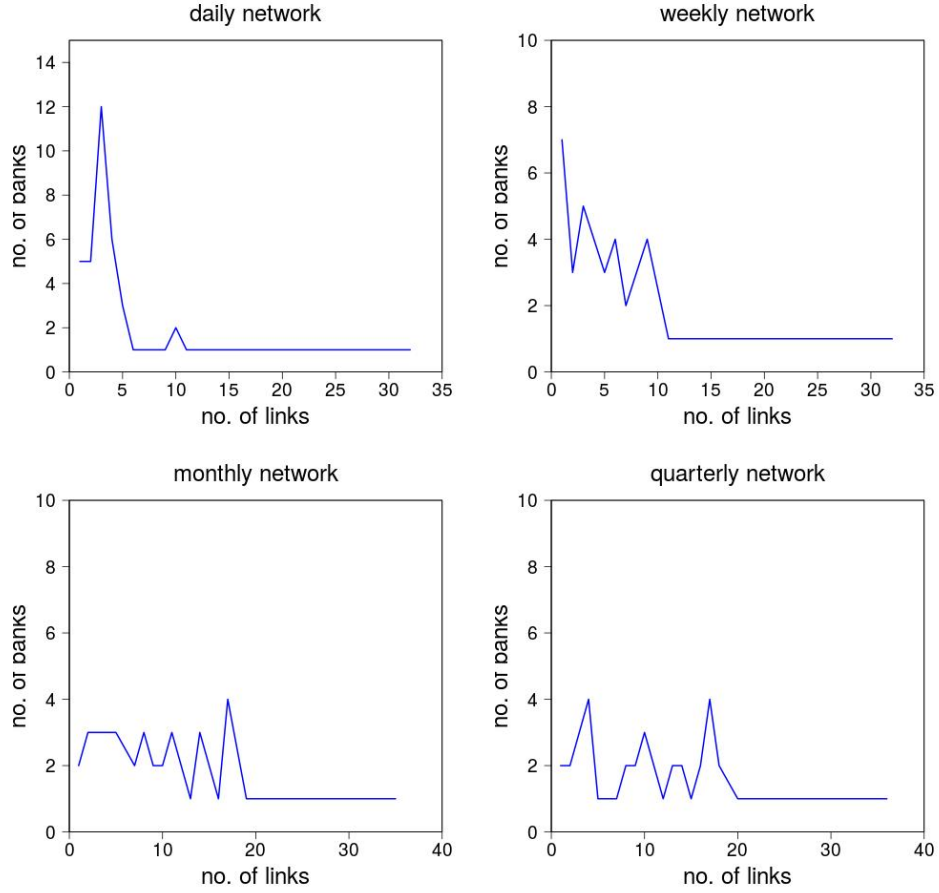 daily network
14
12
10
8
6
4
2
0
no. of banks
0 5 10 15 20 25 30 35
no. of links
weekly network
10
8
6
4
2
0
no. of banks
0 5 10 15 20 25 30 35
no. of links
monthly network
10
8
6
4
2
0
no. of banks
0 10 20 30 40
no. of links
quarterly network
10
8
6
4
2
0
no. of banks
0 10 20 30 40
no. of links